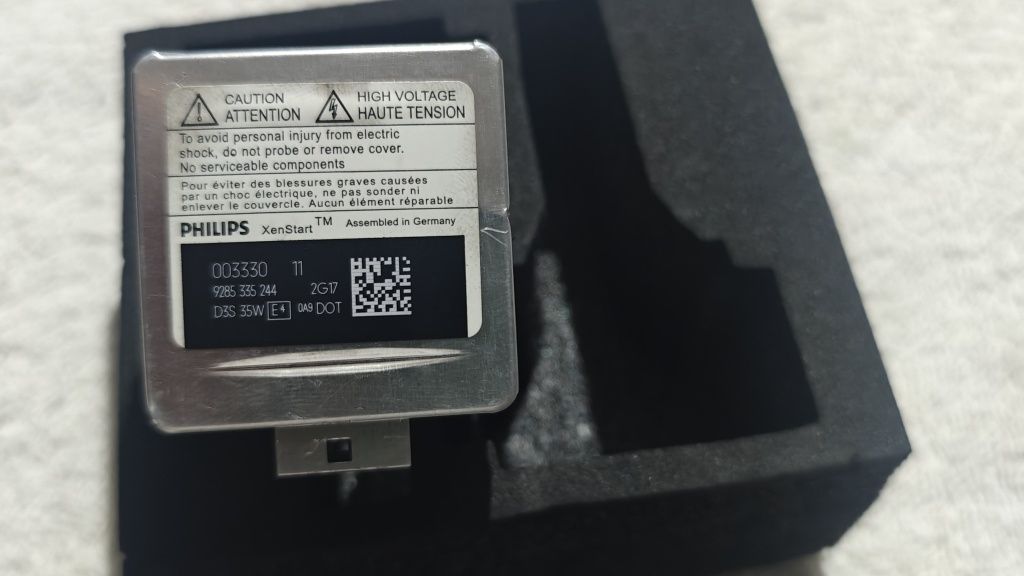 CAUTION
ATTENTION
HIGH VOLTAGE
HAUTE TENSION
To avoid personal injury from electric
shock, do not probe or remove cover.
No serviceable components
Pour éviter des blessures graves causées
par un choc électrique, ne pas sonder ni
enlever le couvercle. Aucun élément réparable
PHILIPS XenStart™ Assembled in Germany
003330 11
9285 335 244 2G17
D3S 35W E4 0A9 DOT